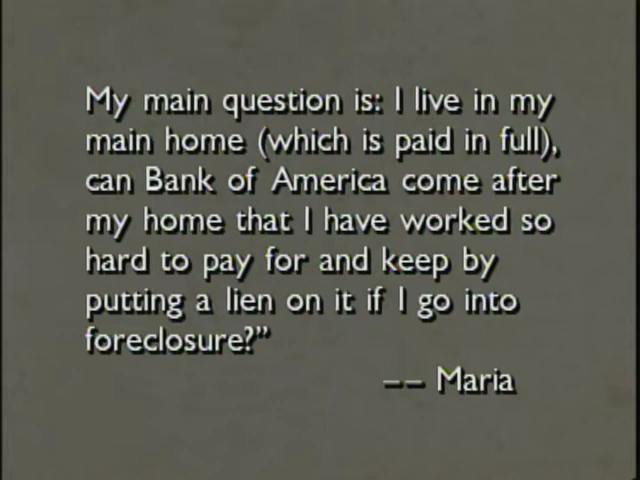 My main question is: I live in my
main home (which is paid in full),
can Bank of America come after
my home that I have worked so
hard to pay for and keep by
putting a lien on it if I go into
foreclosure?”
-- Maria